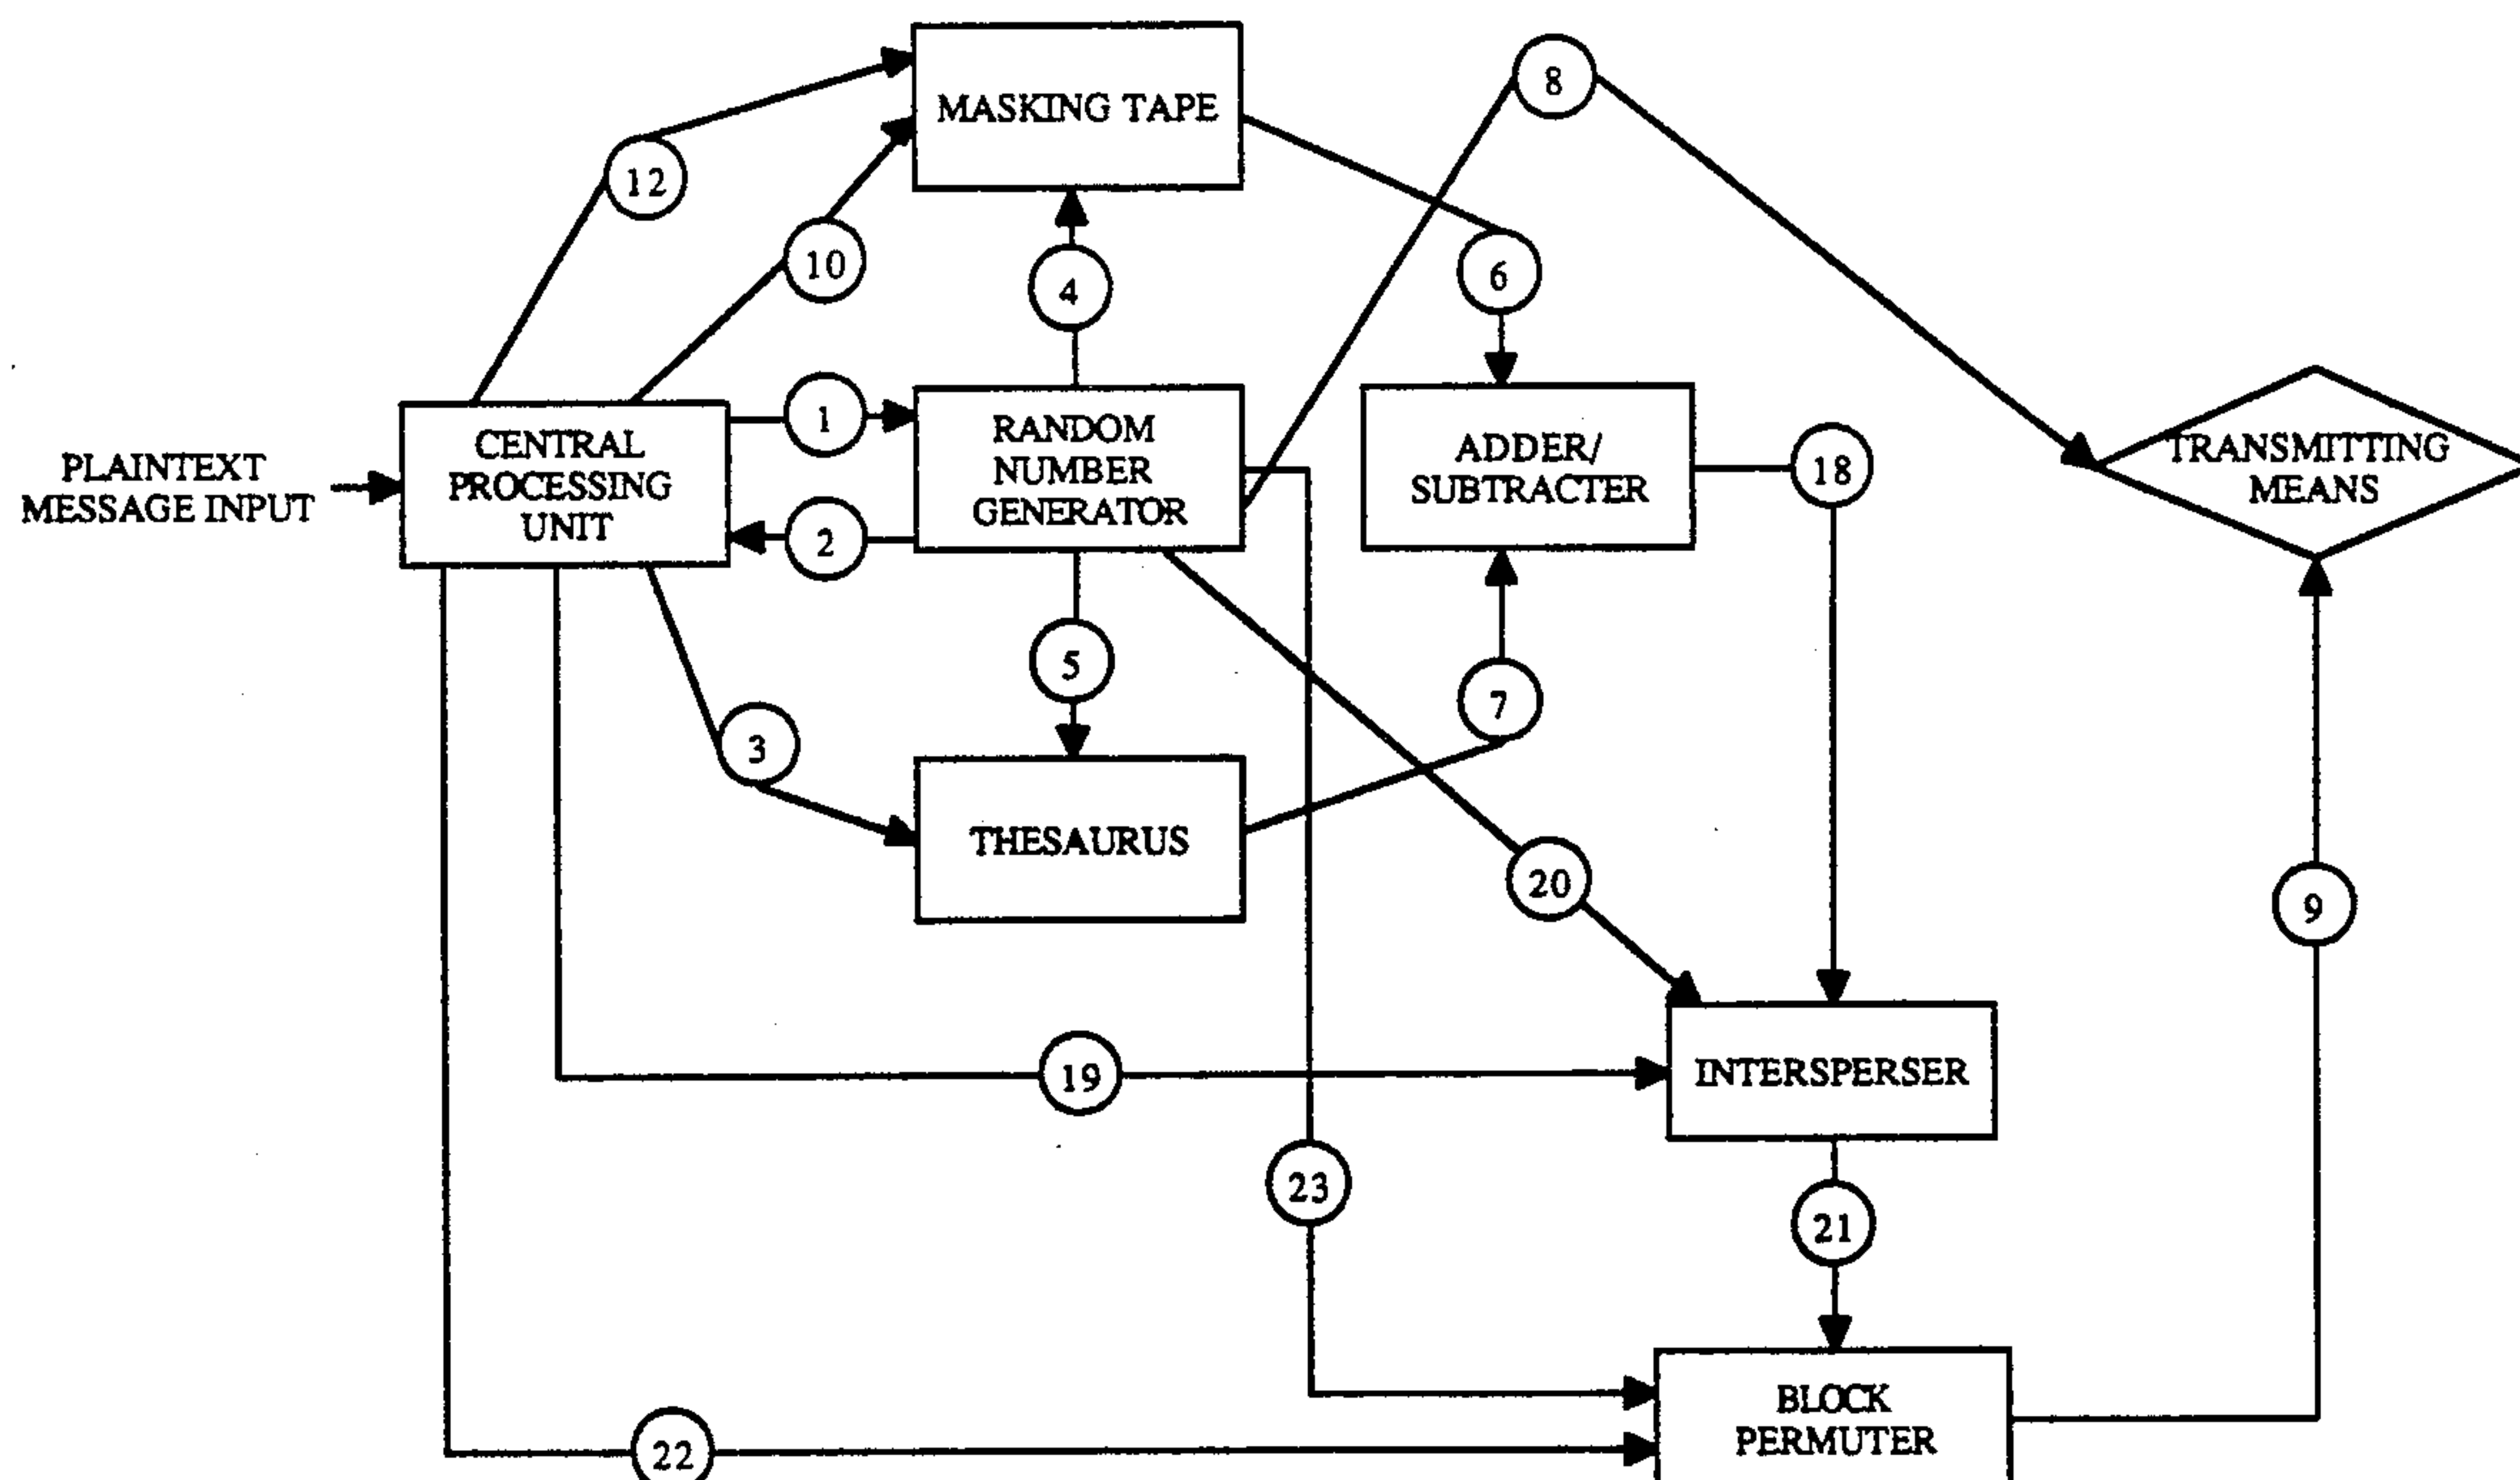 8
MASKING TAPE
12
10
4
6
1
RANDOM
NUMBER
GENERATOR
CENTRAL
PROCESSING
UNIT
PLAINTEXT
MESSAGE INPUT
ADDER/
SUBTRACTER
18
TRANSMITTING
MEANS
2
5
7
3
THESAURUS
20
9
19
INTERSPERSER
23
21
BLOCK
PERMUTER
22